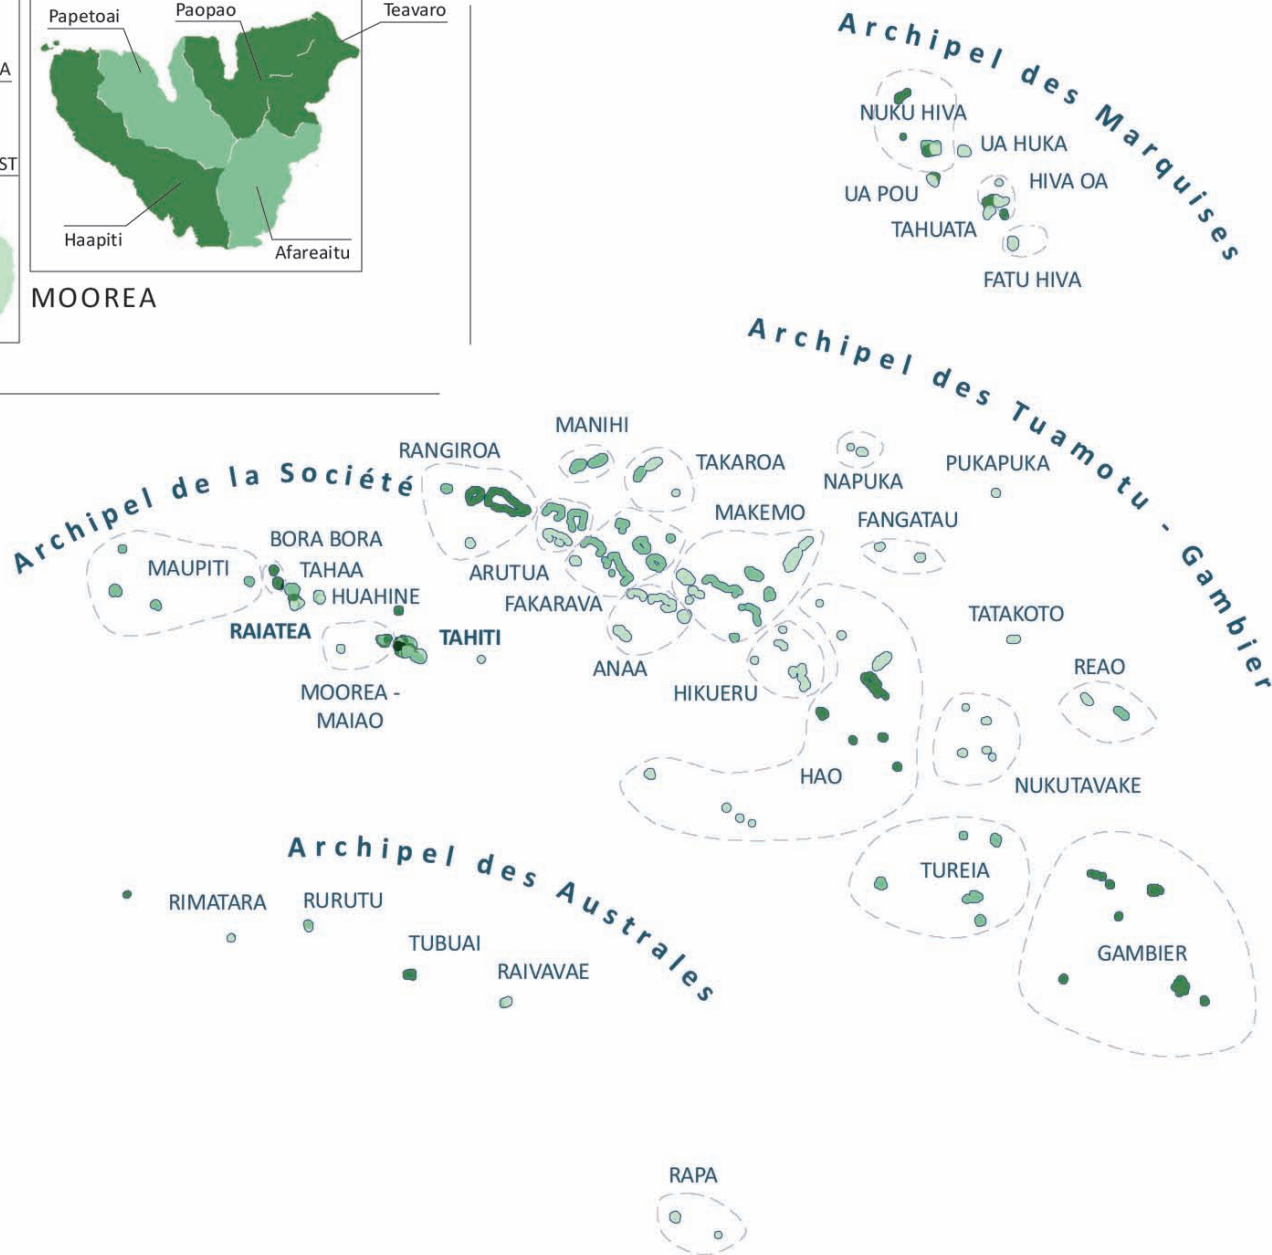 Papetoai
Paopao
Teavaro
A
ST
Haapiti
Afareaitu
MOOREA
Archipel des Marquises
NUKU HIVA
UA HUKA
HIVA OA
UA POU
TAHUATA
FATU HIVA
Archipel des Tuamotu - Gambier
MANIHI
RANGIROA
TAKAROA
NAPUKA
PUKAPUKA
Archipel de la Société
MAKEMO
FANGATAU
BORA BORA
MAUPITI
TAHAA
ARUTUA
HUAHINE
FAKARAVA
TATAKOTO
RAIATEA
TAHITI
ANAA
REAO
HIKUERU
MOOREA -
MAIAO
HAO
NUKUTAVAKE
Archipel des Australes
TUREIA
RIMATARA
RURUTU
TUBUAI
GAMBIER
RAIVAVAE
RAPA